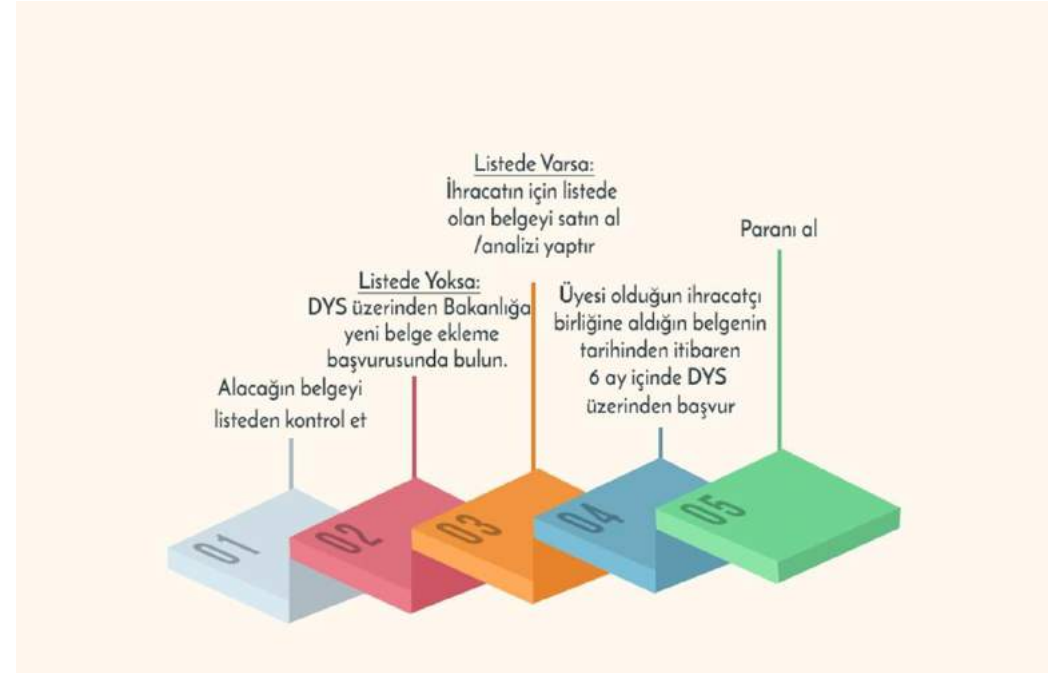 Alacağın belgeyi
listeden kontrol et
01
Listede Yoksa:
DYS üzerinden Bakanlığa
yeni belge ekleme
başvurusunda bulun.
02
Listede Varsa:
İhracatın için listede
olan belgeyi satın al
/analizi yaptır
03
Üyesi olduğun ihracatçı
birliğine aldığın belgenin
tarihinden itibaren
6 ay içinde DYS
üzerinden başvur
04
Paranı al
05